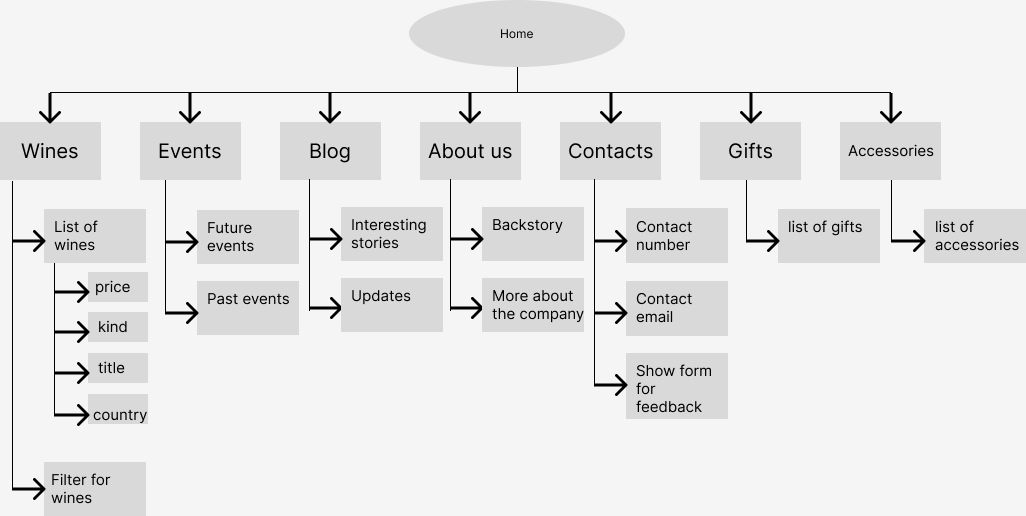 Home
Wines
Events
Blog
About us
Contacts
Gifts
Accessories
List of
wines
price
kind
title
country
Filter for
wines
Future
events
Past events
Interesting
stories
Updates
Backstory
More about
the company
Contact
number
Contact
email
Show form
for
feedback
list of gifts
list of
accessories